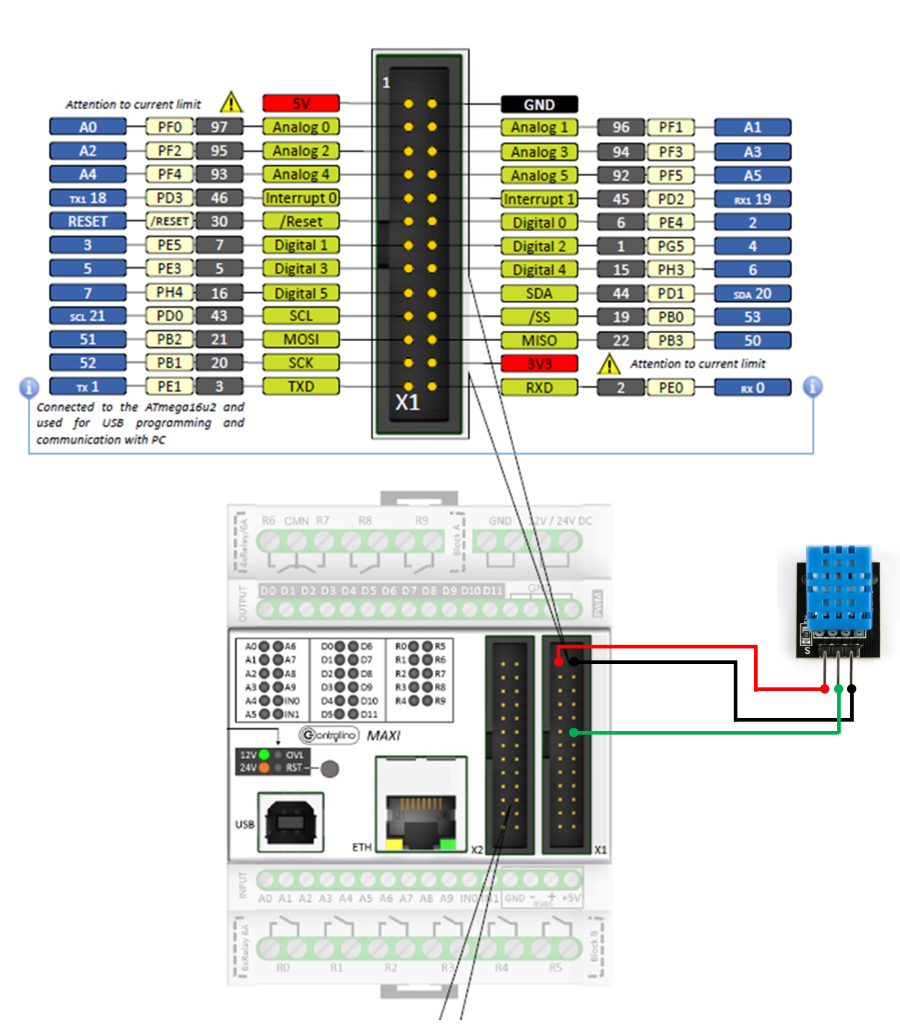 1
Attention to current limit 5V GND
A0 PF0 97 Analog 0 Analog 1 96 PF1 A1
A2 PF2 95 Analog 2 Analog 3 94 PF3 A3
A4 PF4 93 Analog 4 Analog 5 92 PF5 A5
TX1 18 PD3 46 Interrupt 0 Interrupt 1 45 PD2 RX1 19
RESET /RESET 30 /Reset Digital 0 6 PE4 2
3 PE5 7 Digital 1 Digital 2 1 PG5 4
5 PE3 5 Digital 3 Digital 4 15 PH3 6
7 PH4 16 Digital 5 SDA 44 PD1 SDA 20
SCL 21 PD0 43 SCL /SS 19 PB0 53
51 PB2 21 MOSI MISO 22 PB3 50
52 PB1 20 SCK 3V3 Attention to current limit
TX 1 PE1 3 TXD RXD 2 PE0 RX 0
X1
Connected to the ATmega16u2 and
used for USB programming and
communication with PC
R6 CMN R7 R8 R9 GND 12V / 24V DC
4xRelay/6A Block A
OUTPUT D0 D1 D2 D3 D4 D5 D6 D7 D8 D9 D10 D11 GND PWM
A0 A6 D0 D6 R0 R5
A1 A7 D1 D7 R1 R6
A2 A8 D2 D8 R2 R7
A3 A9 D3 D9 R3 R8
A4 IN0 D4 D10 R4 R9
A5 IN1 D5 D11
Controllino MAXI
12V OVL
24V RST
USB
ETH
X2 X1
S
INPUT A0 A1 A2 A3 A4 A5 A6 A7 A8 A9 IN0 IN1 GND - + +5V
RS485
6xRelay 6A Block B
R0 R1 R2 R3 R4 R5